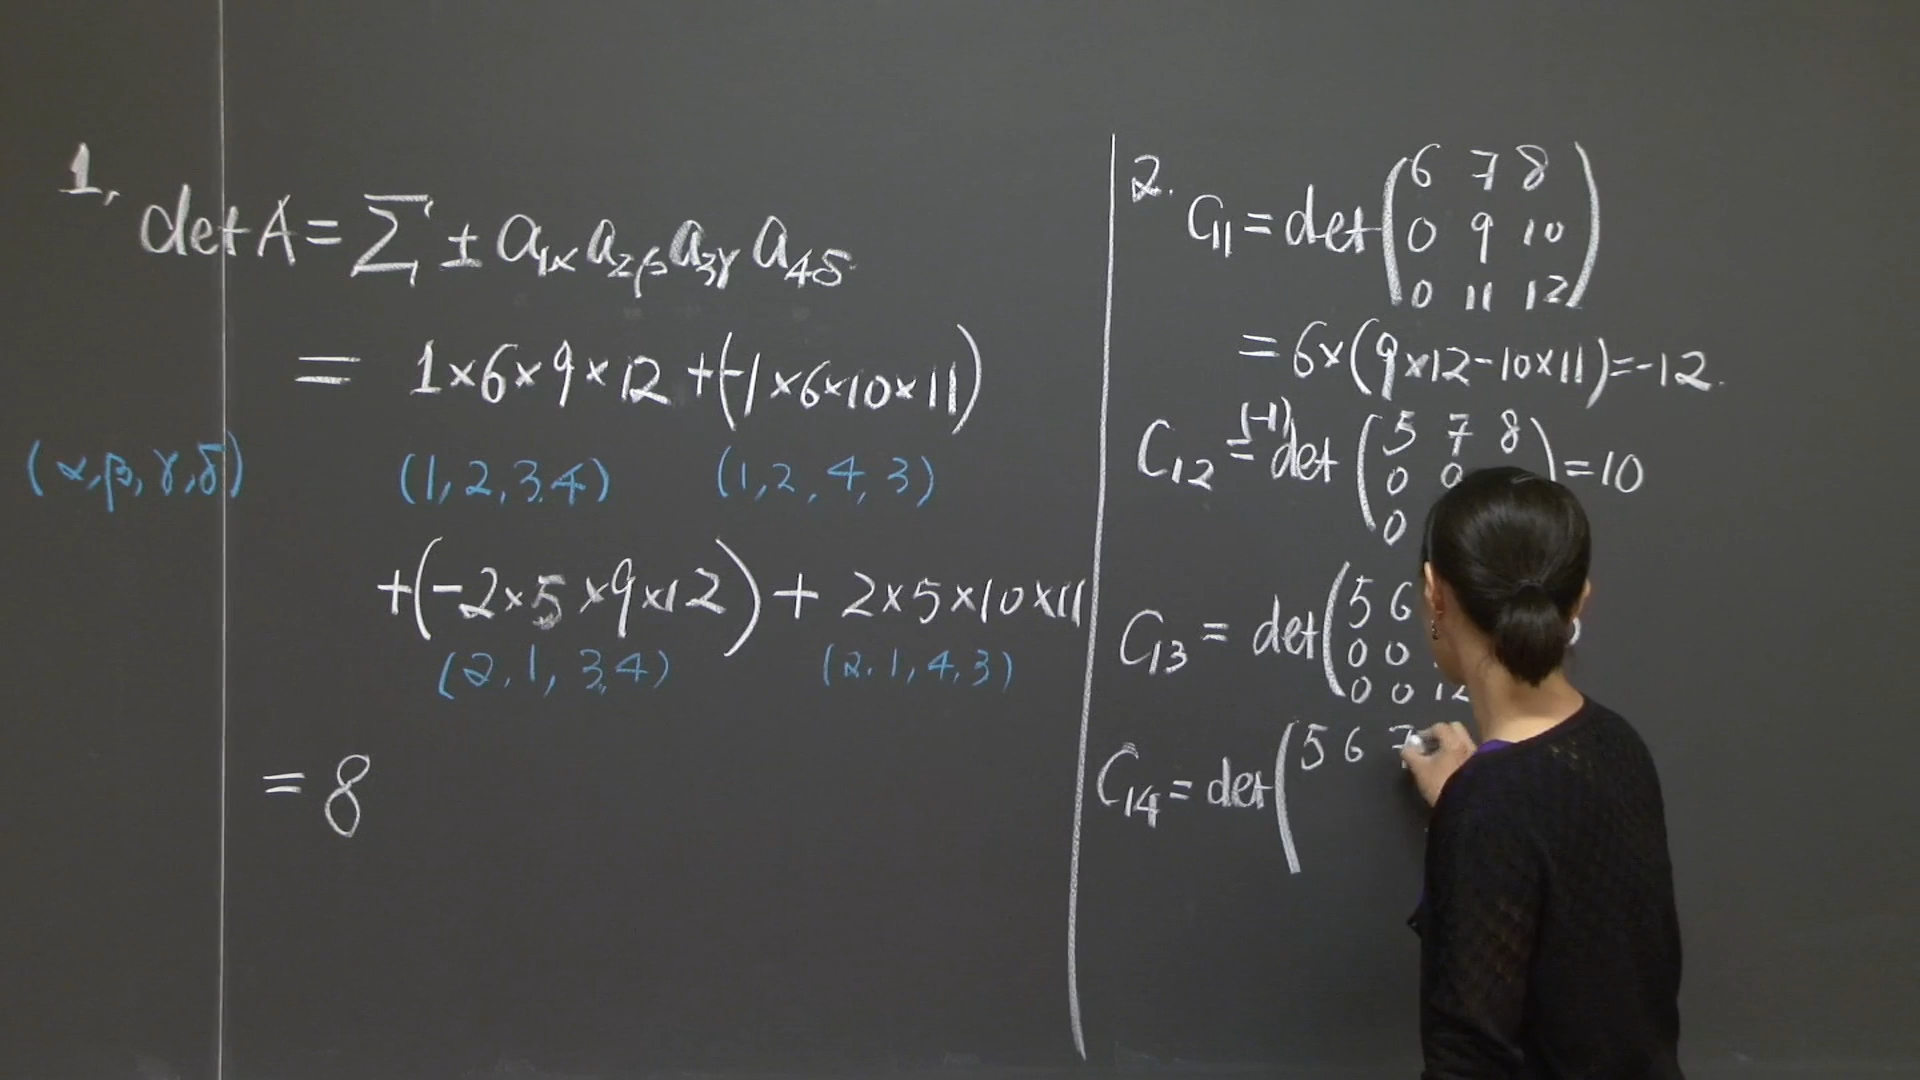 1.
det A = Σ ± a1α a2β a3γ a4δ
= 1×6×9×12 + (-1×6×10×11)
(α, β, γ, δ) (1, 2, 3, 4) (1, 2, 4, 3)
+ (-2×5×9×12) + 2×5×10×11
(2, 1, 3, 4) (2, 1, 4, 3)
= 8
2.
C11 = det ( 6 7 8
0 9 10
0 11 12 )
= 6×(9×12-10×11) = -12.
C12 = (-1) det ( 5 7 8
0 ) = 10
0
C13 = det ( 5 6
0 0
0 0 12
C14 = det ( 5 6 7